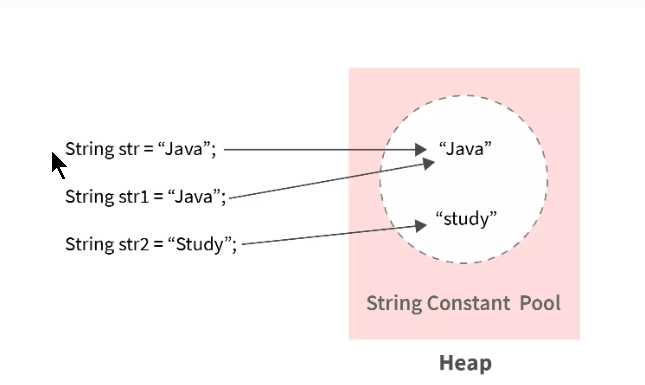 String str = “Java”;
“Java”
String str1 = “Java”;
“study”
String str2 = “Study”;
String Constant Pool
Heap